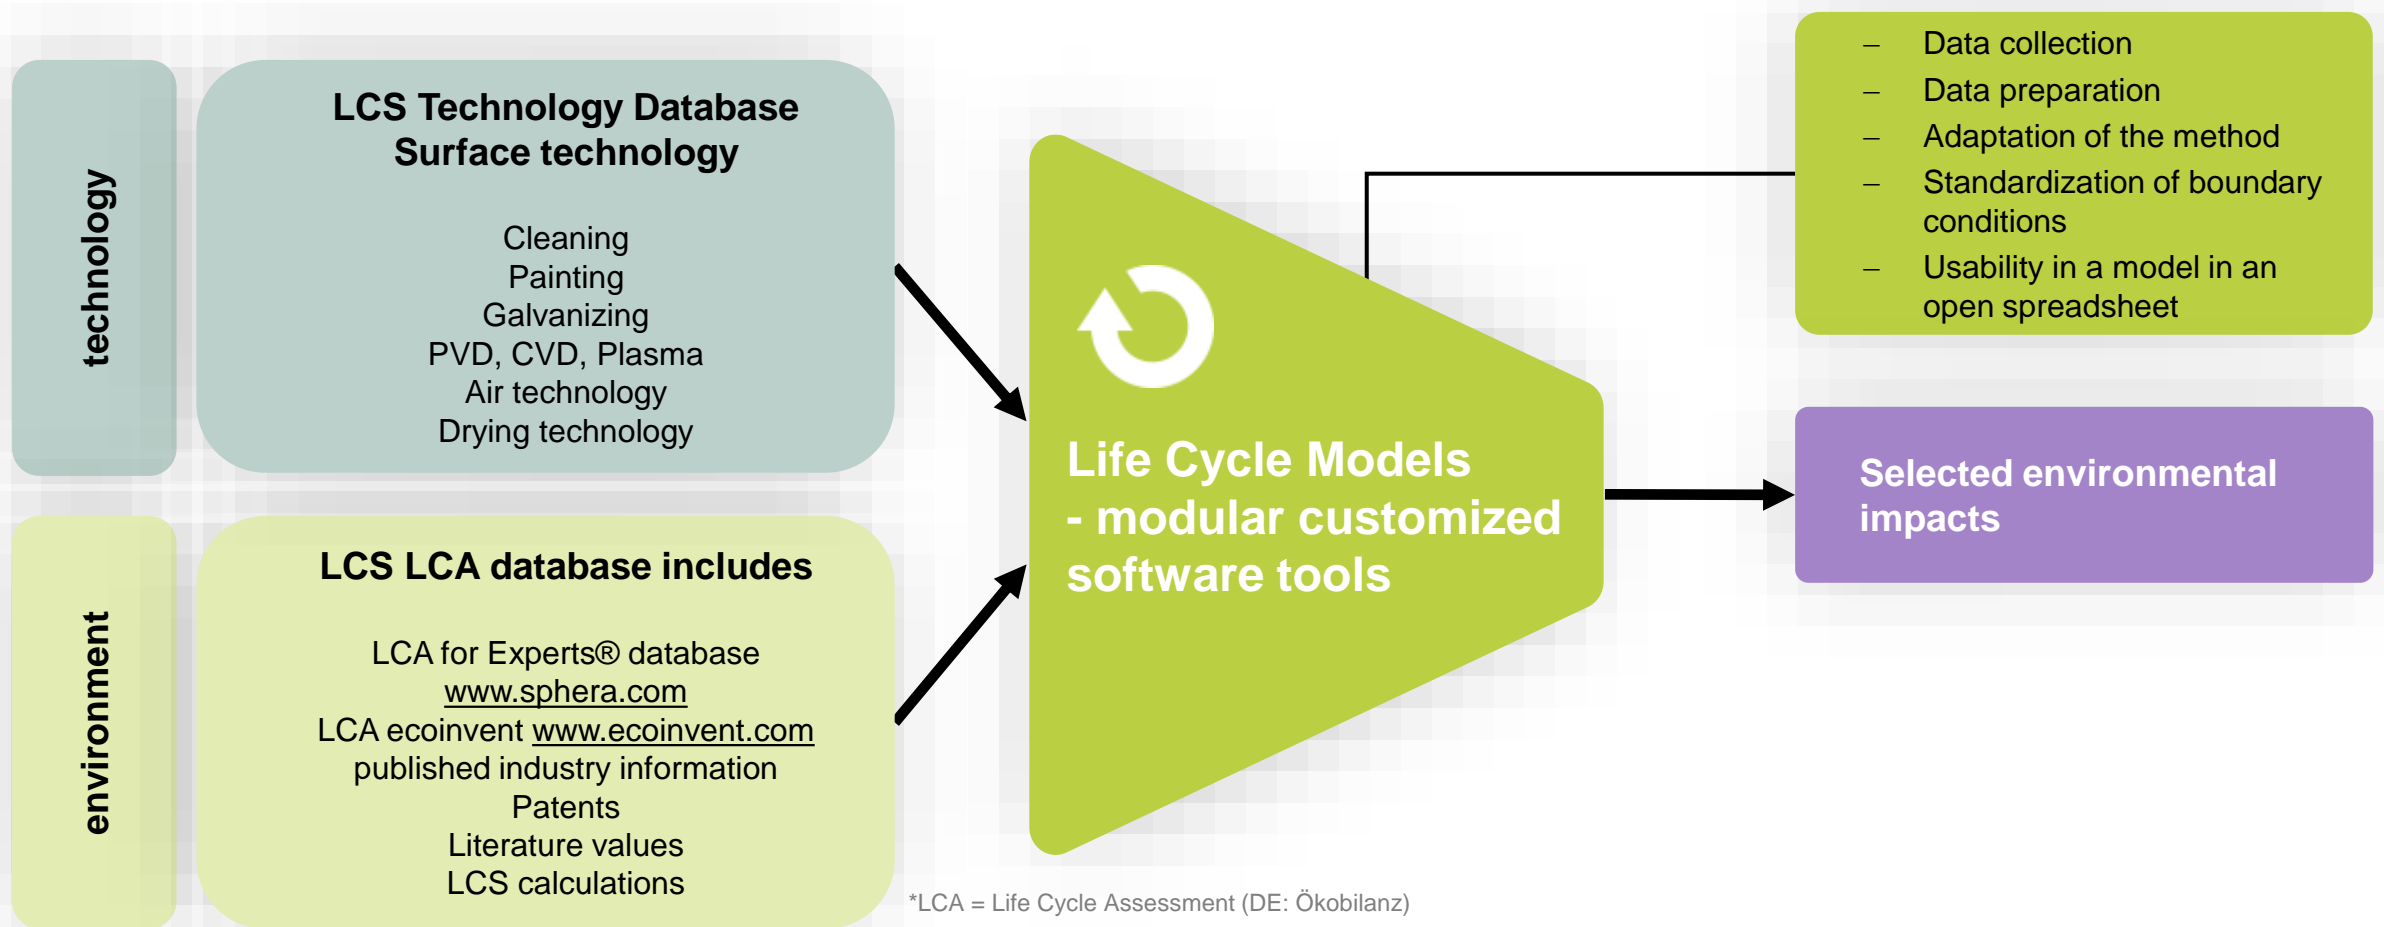 technology
LCS Technology Database
Surface technology
Cleaning
Painting
Galvanizing
PVD, CVD, Plasma
Air technology
Drying technology
environment
LCS LCA database includes
LCA for Experts® database
www.sphera.com
LCA ecoinvent www.ecoinvent.com
published industry information
Patents
Literature values
LCS calculations
Life Cycle Models
- modular customized
software tools
– Data collection
– Data preparation
– Adaptation of the method
– Standardization of boundary
conditions
– Usability in a model in an
open spreadsheet
Selected environmental
impacts
*LCA = Life Cycle Assessment (DE: Ökobilanz)